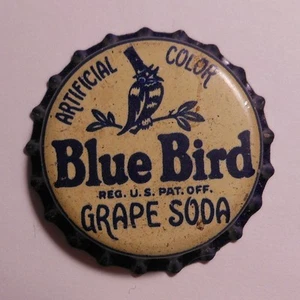 ARTIFICIAL COLOR
Blue Bird
REG. U.S. PAT. OFF.
GRAPE SODA